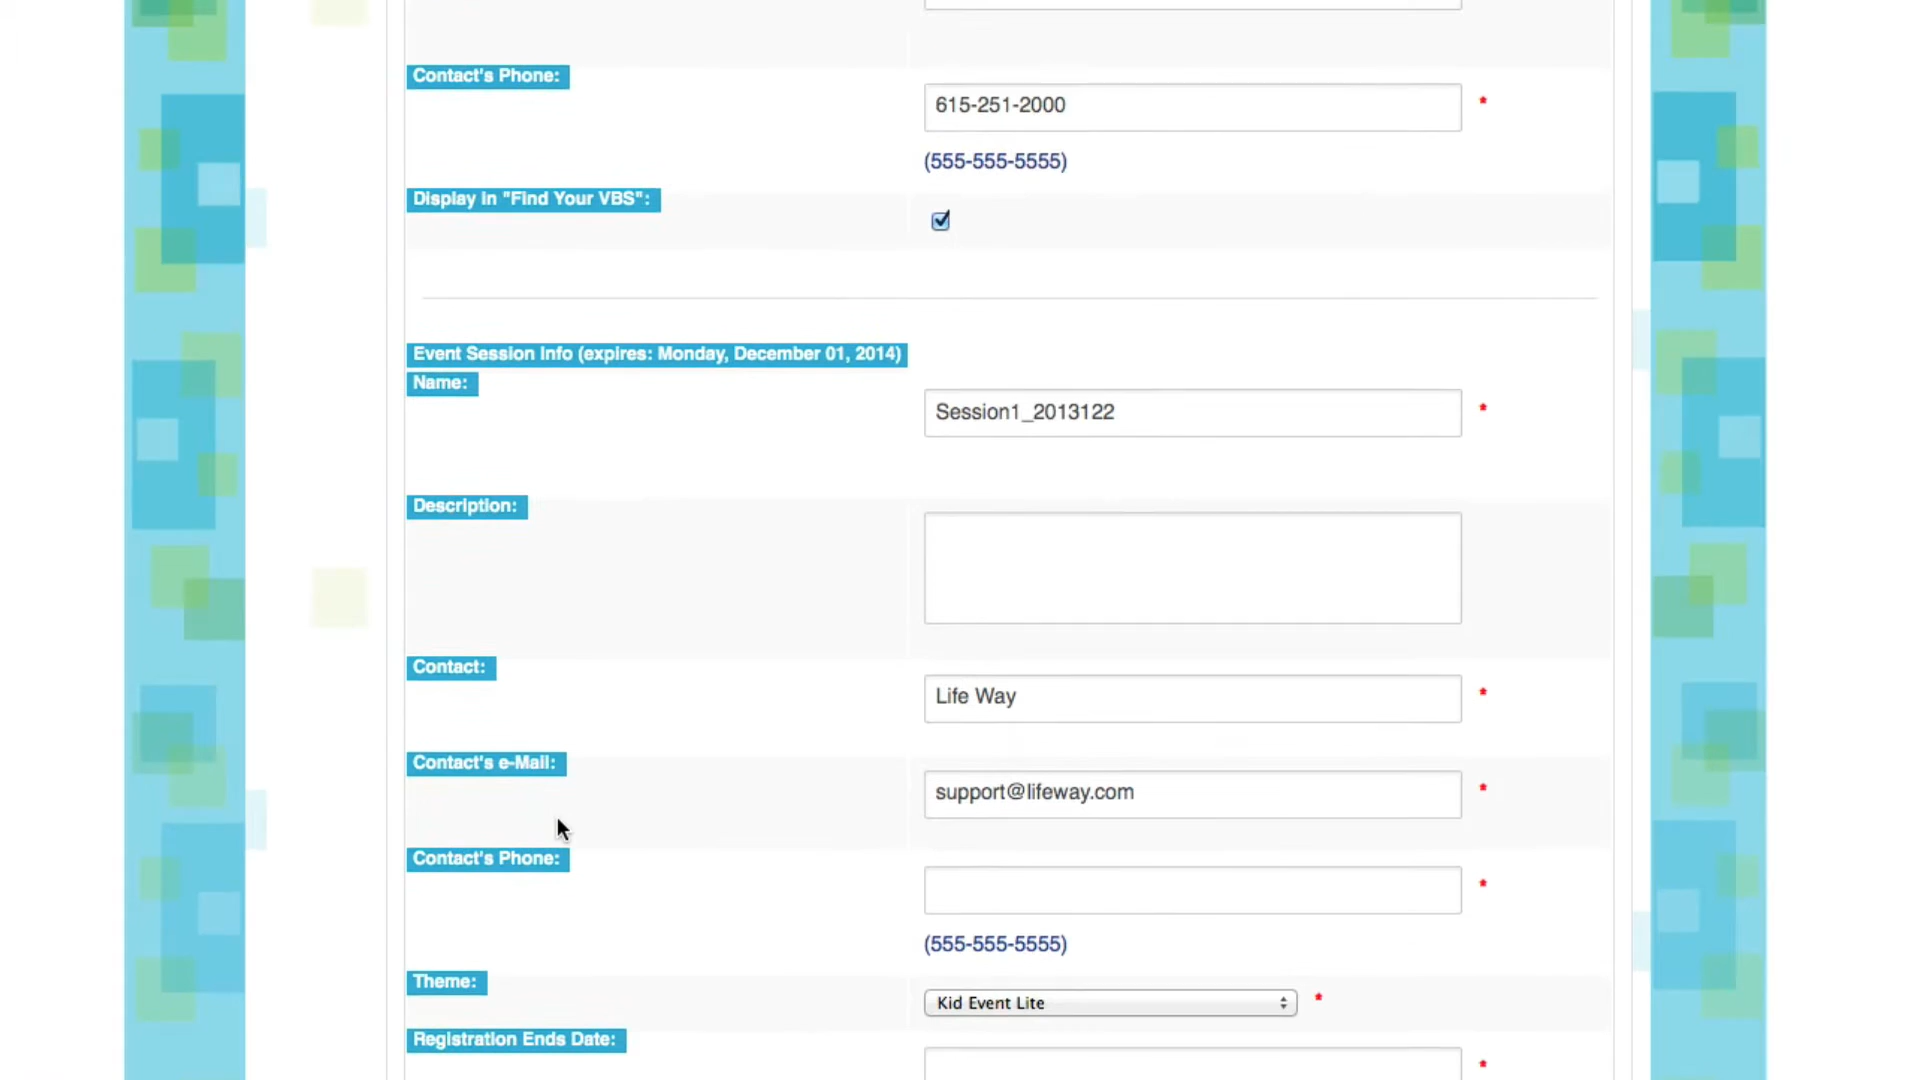 Contact's Phone:
615-251-2000 *
(555-555-5555)
Display in "Find Your VBS":
Event Session Info (expires: Monday, December 01, 2014)
Name:
Session1_2013122 *
Description:
Contact:
Life Way *
Contact's e-Mail:
support@lifeway.com *
Contact's Phone:
*
(555-555-5555)
Theme:
Kid Event Lite *
Registration Ends Date:
*